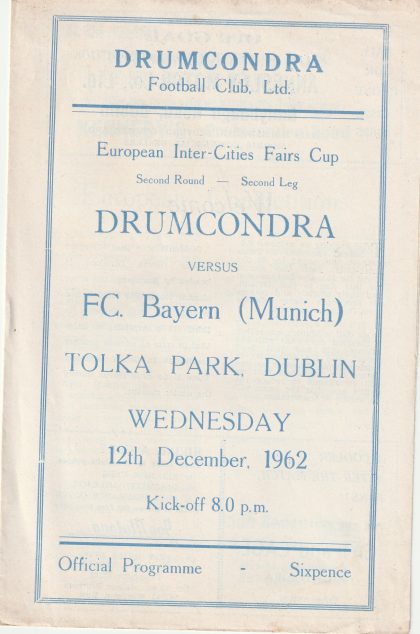 DRUMCONDRA
Football Club, Ltd.
European Inter-Cities Fairs Cup
Second Round — Second Leg
DRUMCONDRA
VERSUS
FC. Bayern (Munich)
TOLKA PARK, DUBLIN
WEDNESDAY
12th December, 1962
Kick-off 8.0 p.m.
Official Programme - Sixpence